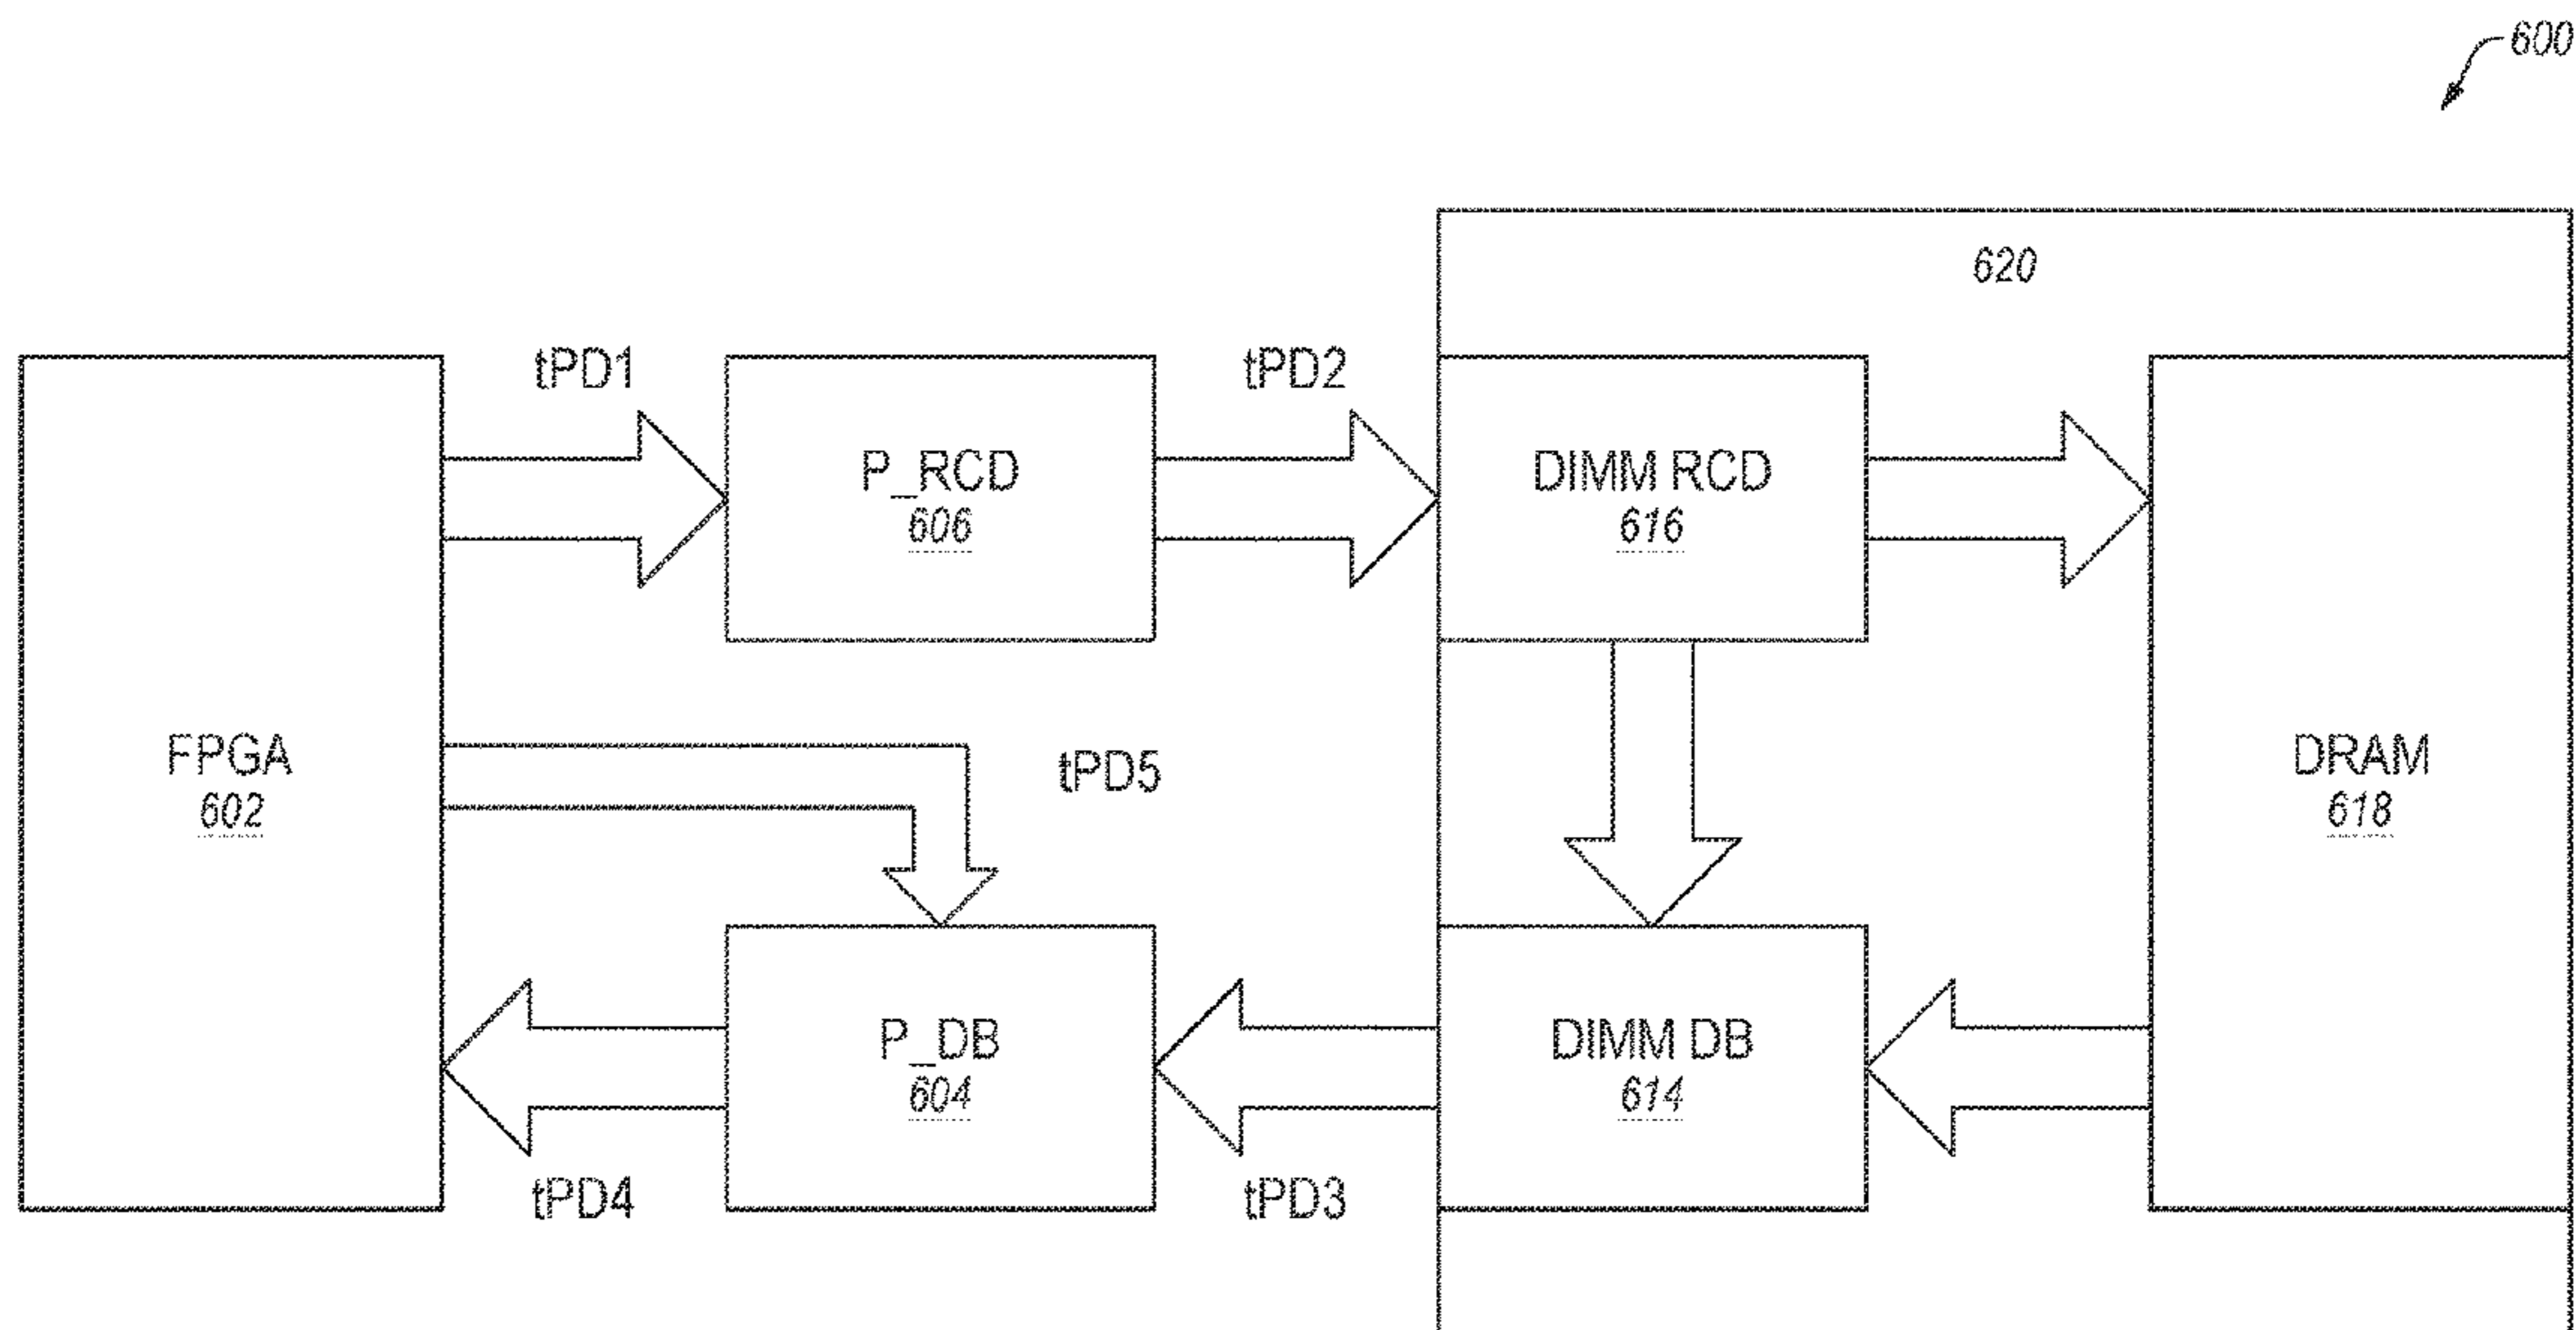 600
620
tPD1
tPD2
P_RCD
606
DIMM RCD
616
FPGA
602
tPD5
DRAM
618
P_DB
604
DIMM DB
614
tPD4
tPD3